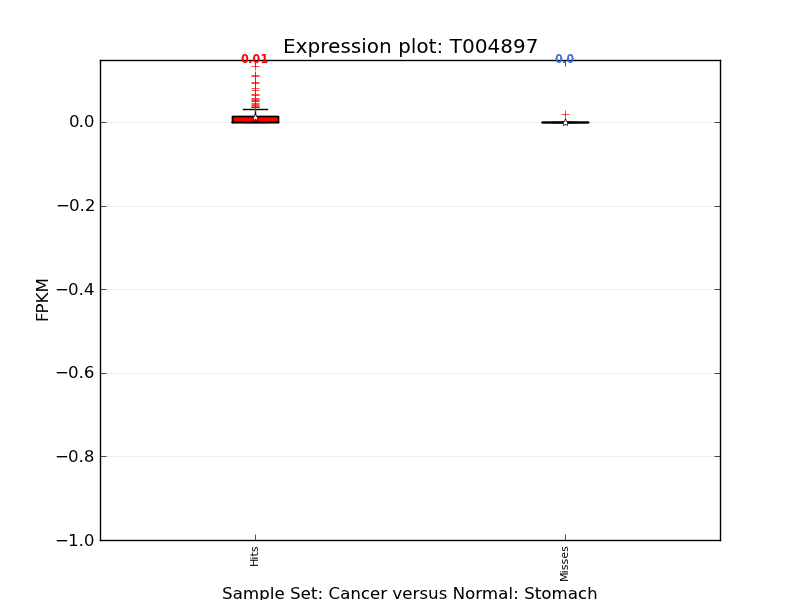 Expression plot: T004897
0.01
0.0
0.0
−0.2
−0.4
−0.6
−0.8
−1.0
FPKM
Hits
Misses
Sample Set: Cancer versus Normal: Stomach